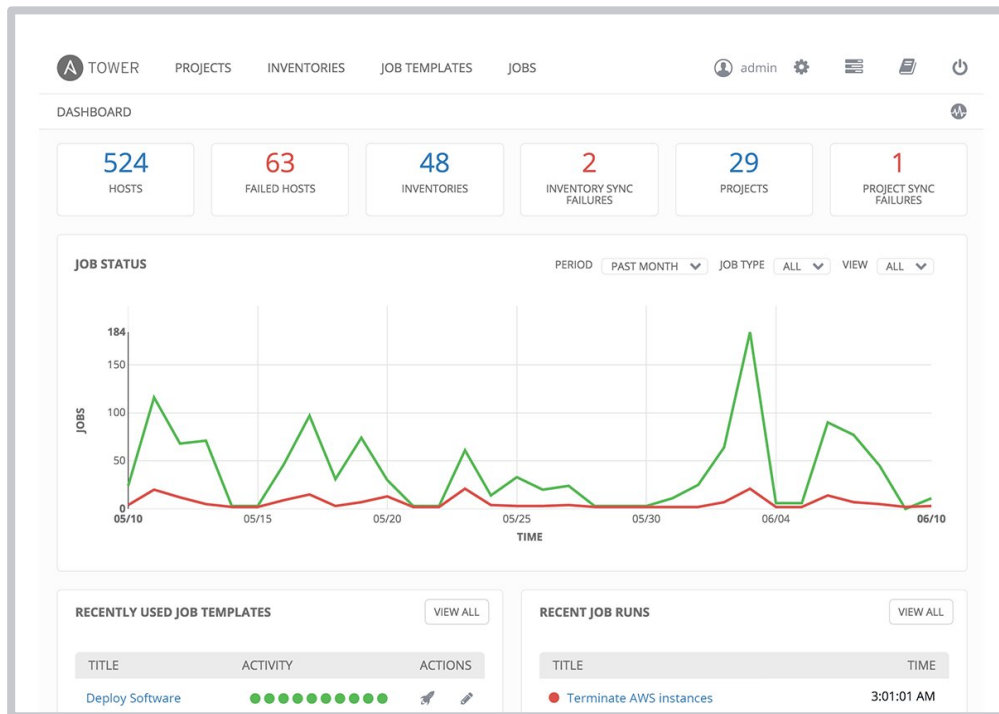 A TOWER PROJECTS INVENTORIES JOB TEMPLATES JOBS admin
DASHBOARD
524 63 48 2 29 1
HOSTS FAILED HOSTS INVENTORIES INVENTORY SYNC FAILURES PROJECTS PROJECT SYNC FAILURES
JOB STATUS PERIOD PAST MONTH JOB TYPE ALL VIEW ALL
184
150
100
50
0
JOBS
05/10 05/15 05/20 05/25 05/30 06/04 06/10
TIME
RECENTLY USED JOB TEMPLATES VIEW ALL
TITLE ACTIVITY ACTIONS
Deploy Software
RECENT JOB RUNS VIEW ALL
TITLE TIME
Terminate AWS instances 3:01:01 AM